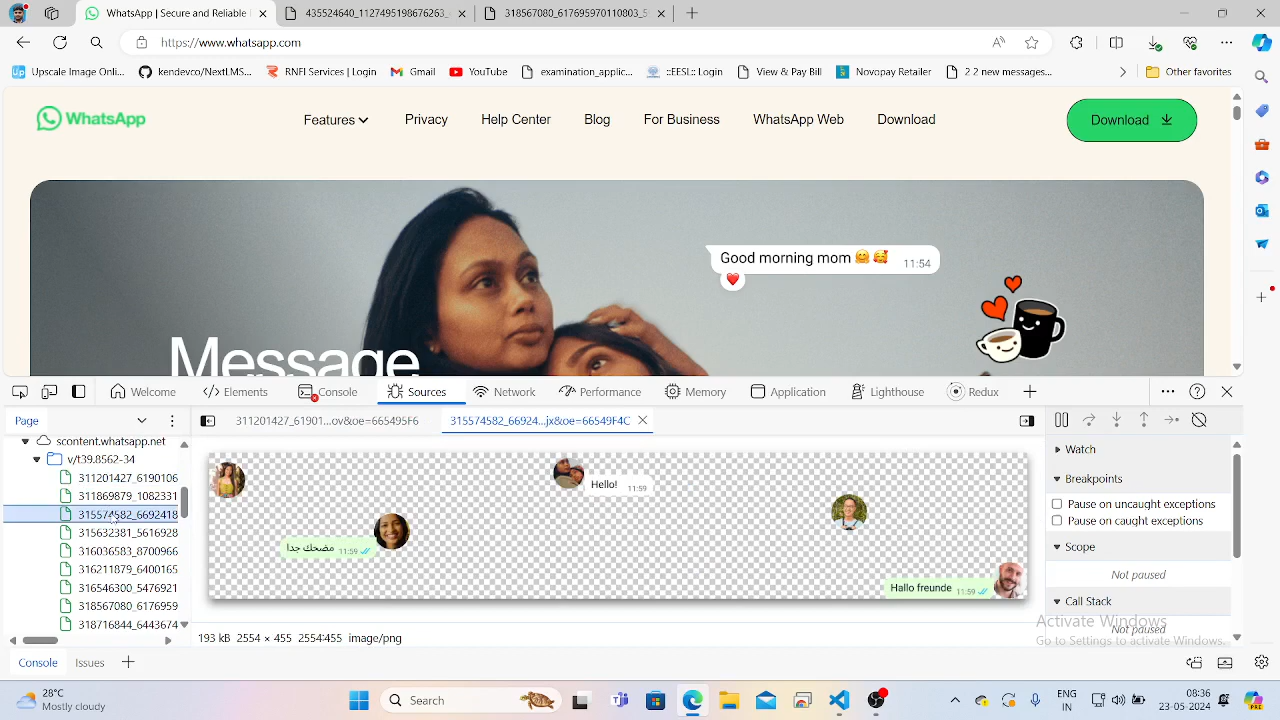 WhatsApp | Secure and Reliable
435524640_1127495198676263_
318567080_617695970110803_5
https://www.whatsapp.com
Upscale Image Onl...
kendevco/NextLMS...
RNFI Services | Login
Gmail
YouTube
examination_applic...
::EESL:: Login
View & Pay Bill
Novopay Retailer
2 2 new messages...
Other favorites
WhatsApp
Features
Privacy
Help Center
Blog
For Business
WhatsApp Web
Download
Download
Good morning mom 🤗 🥰 11:54
❤️
Message
Welcome
Elements
Console
Sources
Network
Performance
Memory
Application
Lighthouse
Redux
Page
311201427_61901...ov&oe=665495F6
315574582_66924...jx&oe=66549F4C
scontent.whatsapp.net
v/t39.8562-34
311201427_6190106
311869879_1082331
315574582_6692418
315632381_5616928
316036583_8700966
316211879_6400165
316546300_5476921
318567080_6176959
318716844_6443674
Hello! 11:59
مضحك جدا 11:59
Hallo freunde 11:59
193 kB 2554 × 455 2554:455 image/png
Watch
Breakpoints
Pause on uncaught exceptions
Pause on caught exceptions
Scope
Not paused
Call Stack
Not paused
Activate Windows
Go to Settings to activate Windows.
Console
Issues
28°C
Mostly cloudy
Search
ENG
IN
08:36
23-05-2024